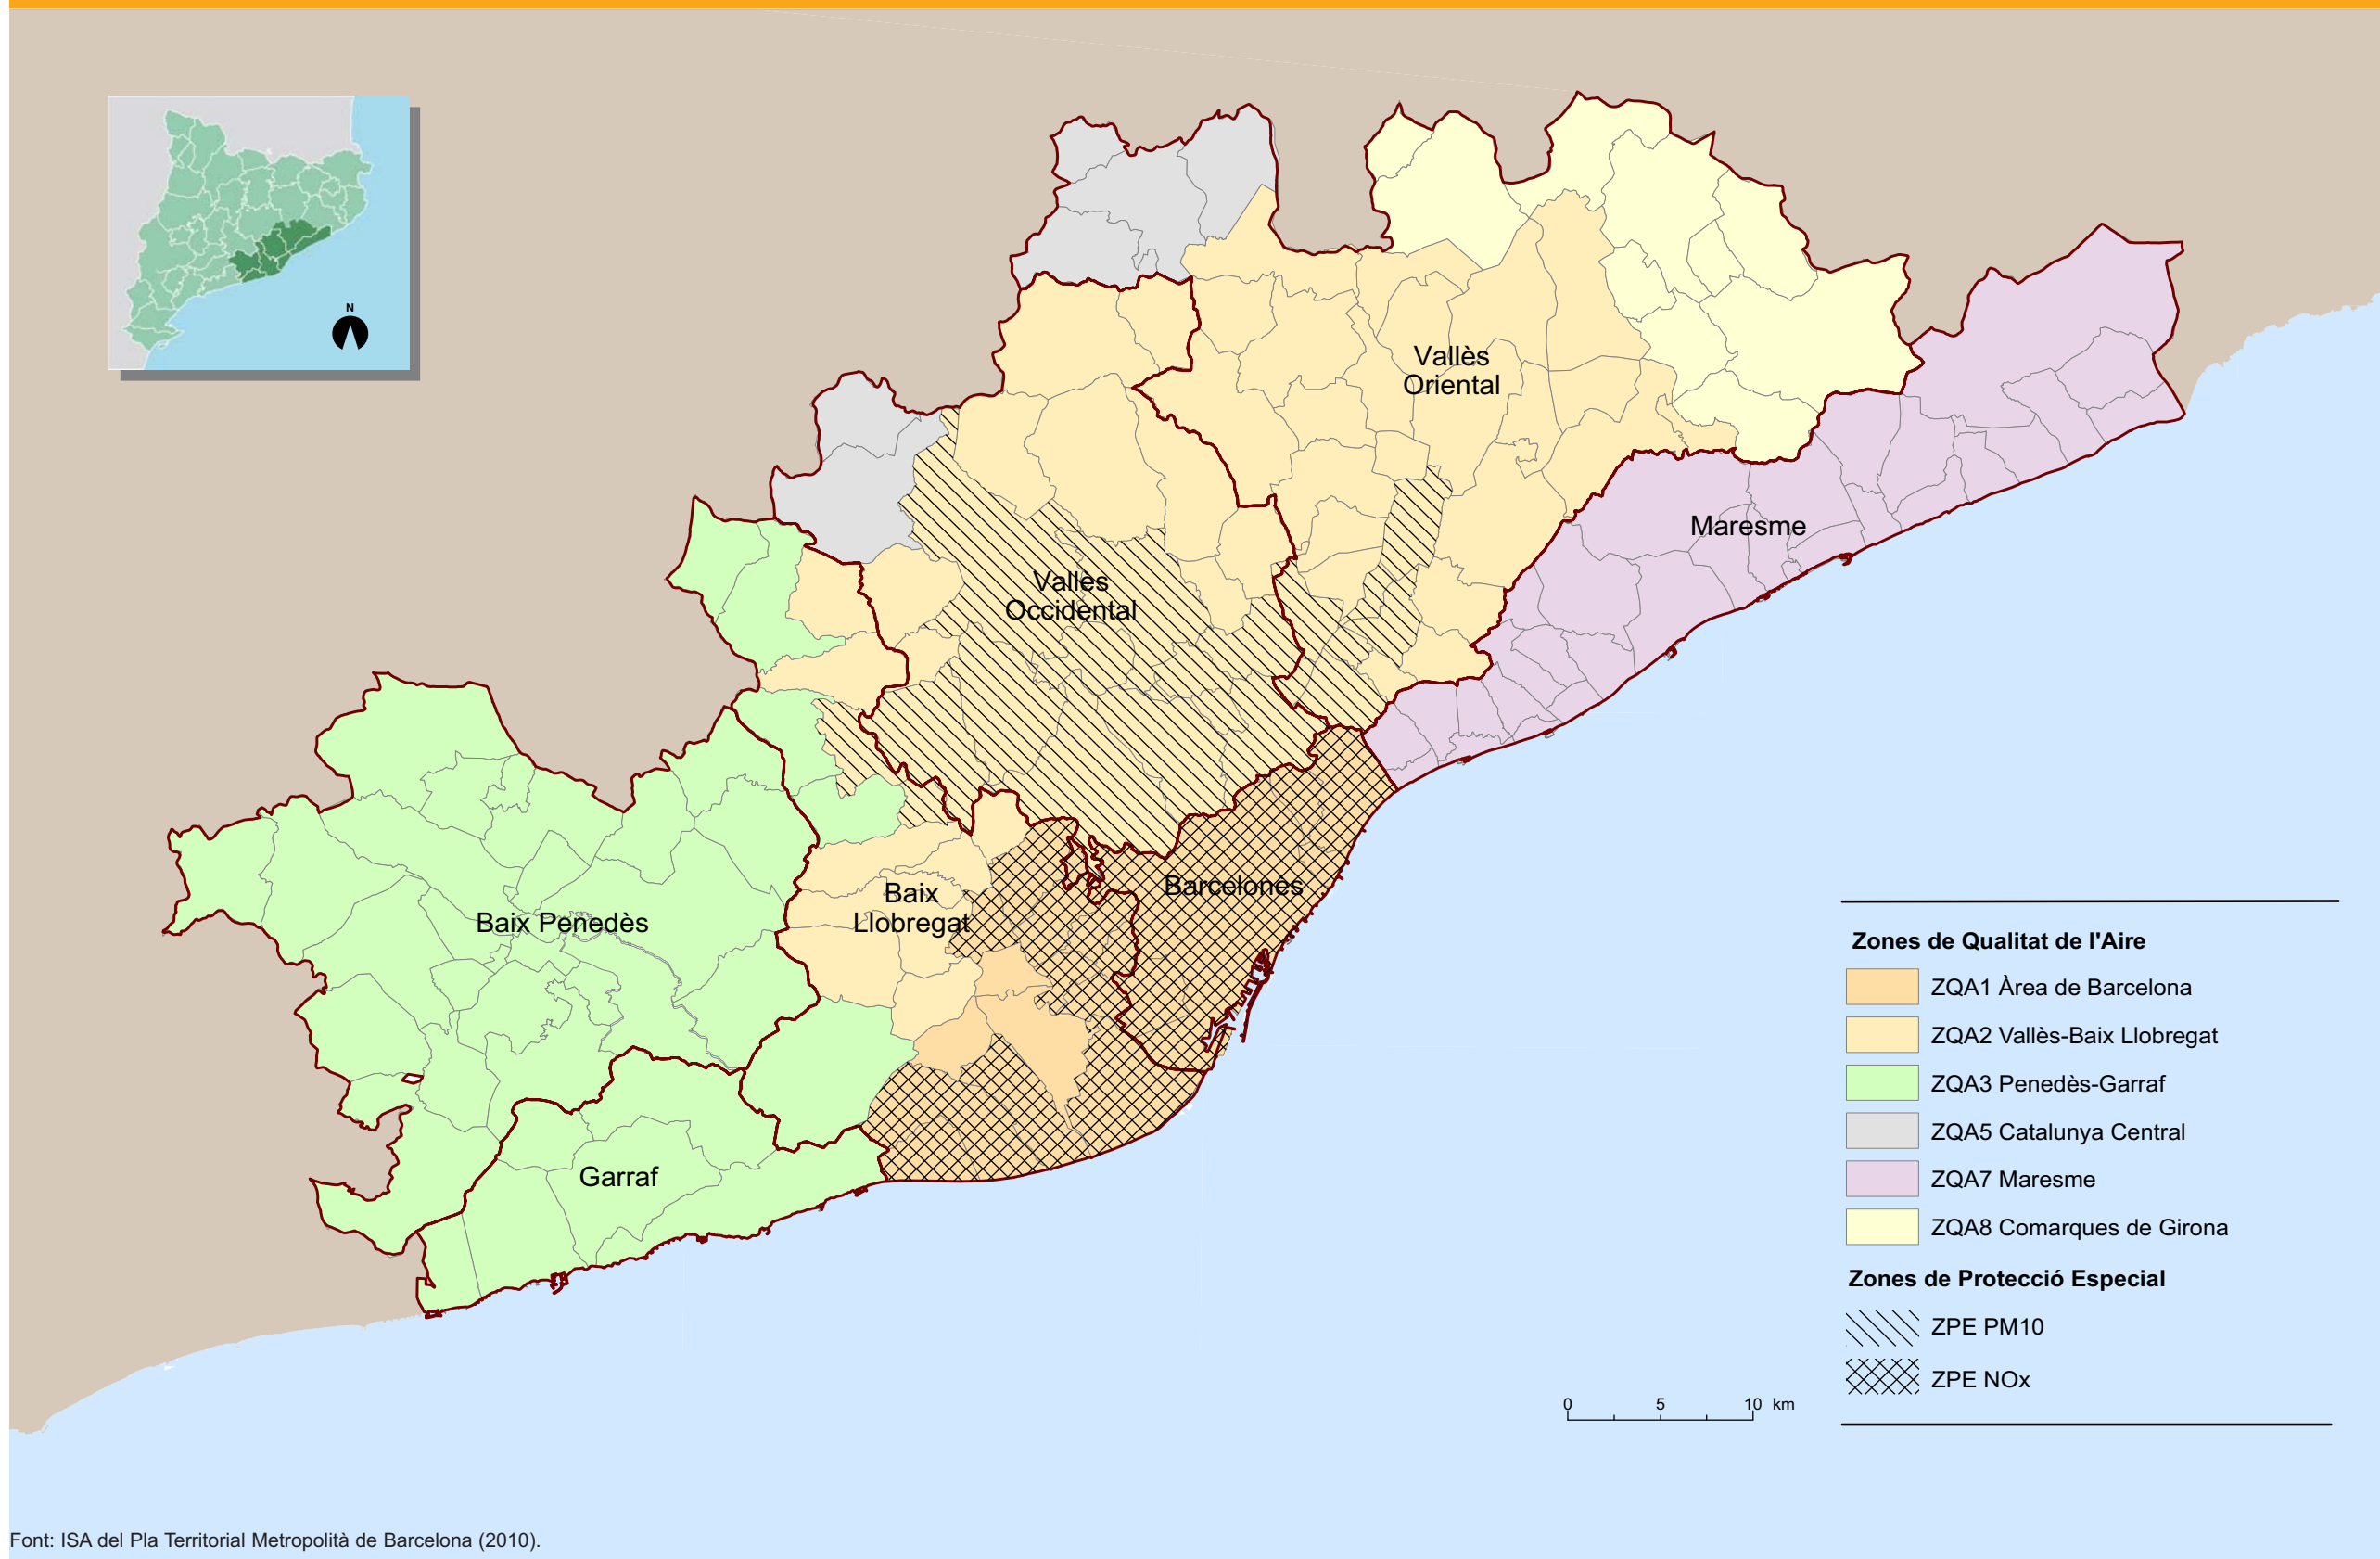 N
Vallès
Oriental
Maresme
Vallès
Occidental
Barcelonès
Baix
Llobregat
Baix Penedès
Garraf
Zones de Qualitat de l'Aire
ZQA1 Àrea de Barcelona
ZQA2 Vallès-Baix Llobregat
ZQA3 Penedès-Garraf
ZQA5 Catalunya Central
ZQA7 Maresme
ZQA8 Comarques de Girona
Zones de Protecció Especial
ZPE PM10
ZPE NOx
0 5 10 km
Font: ISA del Pla Territorial Metropolità de Barcelona (2010).